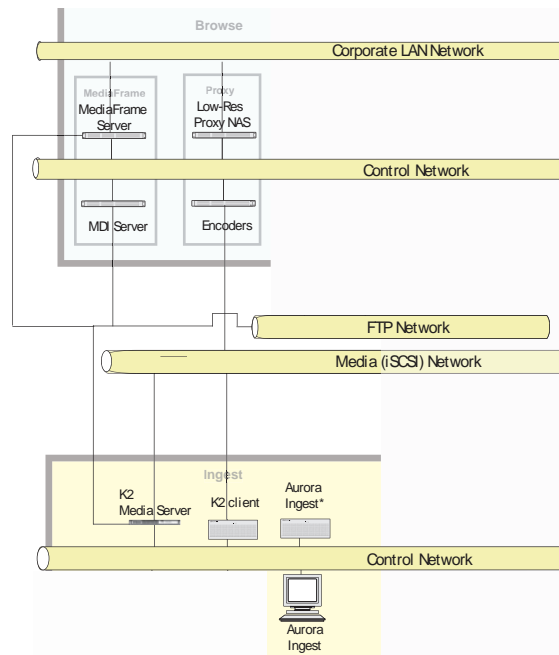 Browse
Corporate LAN Network
MediaFrame
MediaFrame
Server
Proxy
Low-Res
Proxy NAS
Control Network
MDI Server
Encoders
FTP Network
Media (iSCSI) Network
Ingest
K2
Media Server
K2 client
Aurora
Ingest*
Control Network
Aurora
Ingest